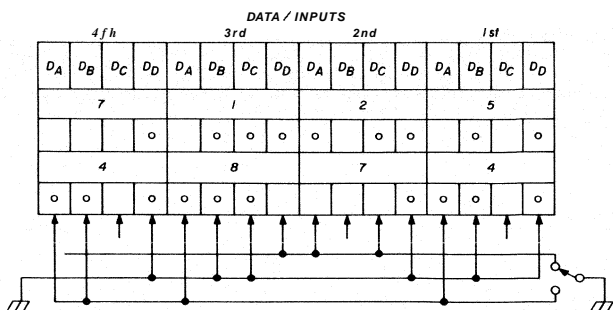 DATA / INPUTS
4fh 3rd 2nd 1st
DA DB DC DD DA DB DC DD DA DB DC DD DA DB DC DD
7 1 2 5
o o o o o o o o o
4 8 7 4
o o o o o o o o o o